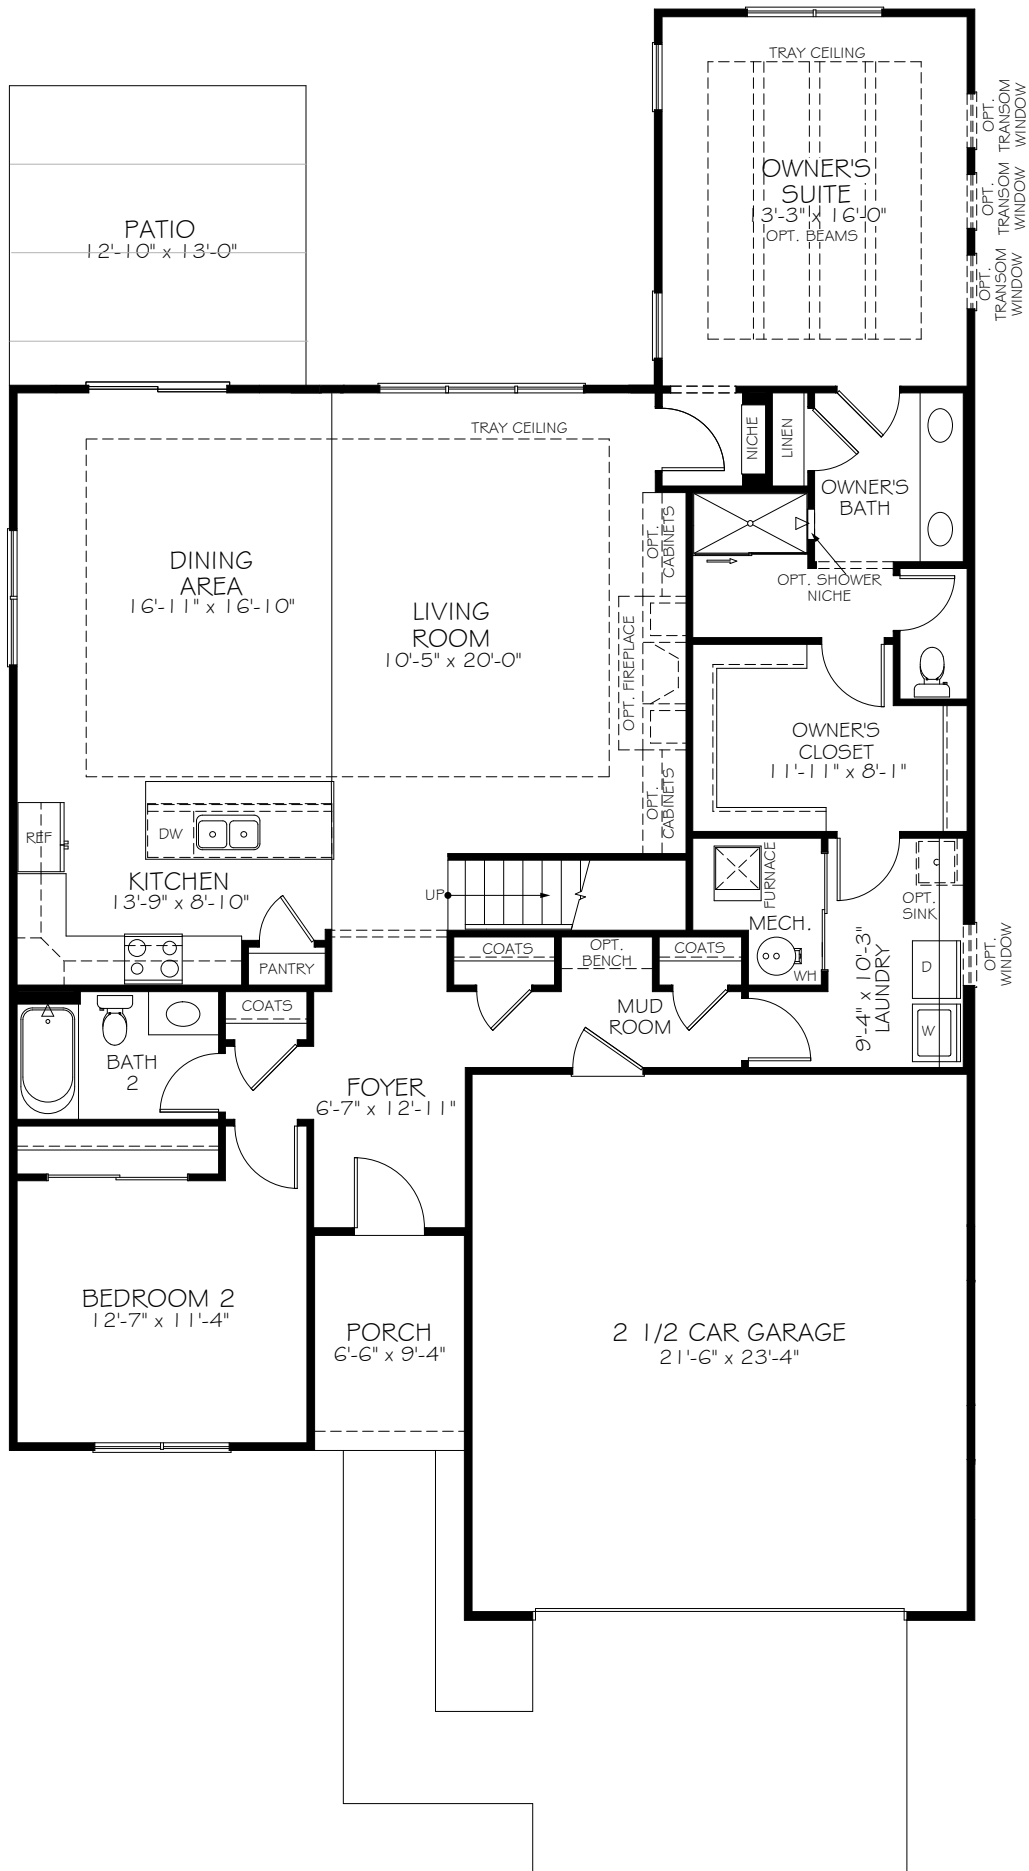 TRAY CEILING
OWNER'S
SUITE
13'-3" x 16'-0"
OPT. BEAMS
OPT.
TRANSOM
WINDOW
OPT.
TRANSOM
WINDOW
OPT.
TRANSOM
WINDOW
PATIO
12'-10" x 13'-0"
TRAY CEILING
NICHE
LINEN
OWNER'S
BATH
OPT. SHOWER
NICHE
OPT.
CABINETS
OPT. FIREPLACE
OPT.
CABINETS
DINING
AREA
16'-11" x 16'-10"
LIVING
ROOM
10'-5" x 20'-0"
OWNER'S
CLOSET
11'-11" x 8'-1"
REF
DW
KITCHEN
13'-9" x 8'-10"
PANTRY
UP
FURNACE
MECH.
WH
OPT.
SINK
9'-4" x 10'-3"
LAUNDRY
D
W
OPT.
WINDOW
COATS
OPT.
BENCH
COATS
MUD
ROOM
COATS
BATH
2
FOYER
6'-7" x 12'-11"
BEDROOM 2
12'-7" x 11'-4"
PORCH
6'-6" x 9'-4"
2 1/2 CAR GARAGE
21'-6" x 23'-4"